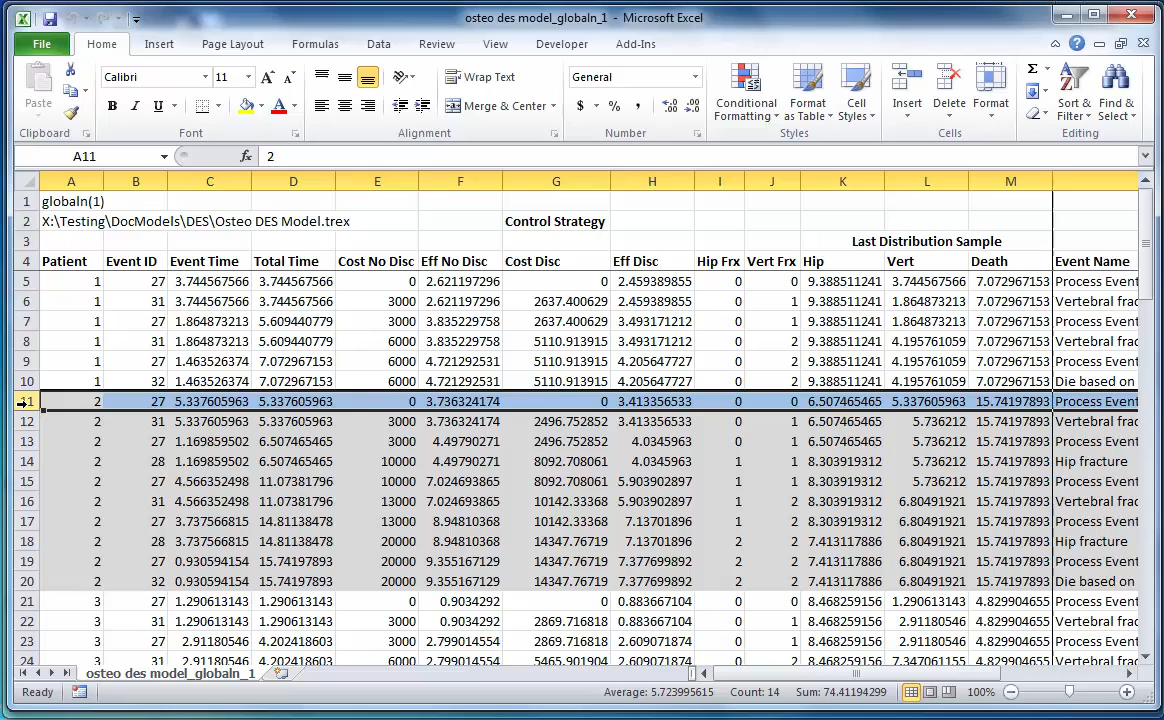 osteo des model_globaln_1 - Microsoft Excel
File Home Insert Page Layout Formulas Data Review View Developer Add-Ins
Paste
Calibri 11
Wrap Text
Merge & Center
General
Conditional Formatting
Format as Table
Cell Styles
Insert Delete Format
Sort & Filter
Find & Select
Clipboard Font Alignment Number Styles Cells Editing
A11 fx 2
A B C D E F G H I J K L M
1 globaln(1)
2 X:\Testing\DocModels\DES\Osteo DES Model.trex Control Strategy
3 Last Distribution Sample
4 Patient Event ID Event Time Total Time Cost No Disc Eff No Disc Cost Disc Eff Disc Hip Frx Vert Frx Hip Vert Death Event Name
5 1 27 3.744567566 3.744567566 0 2.621197296 0 2.459389855 0 0 9.388511241 3.744567566 7.072967153 Process Event
6 1 31 3.744567566 3.744567566 3000 2.621197296 2637.400629 2.459389855 0 1 9.388511241 1.864873213 7.072967153 Vertebral frac
7 1 27 1.864873213 5.609440779 3000 3.835229758 2637.400629 3.493171212 0 1 9.388511241 1.864873213 7.072967153 Process Event
8 1 31 1.864873213 5.609440779 6000 3.835229758 5110.913915 3.493171212 0 2 9.388511241 4.195761059 7.072967153 Vertebral frac
9 1 27 1.463526374 7.072967153 6000 4.721292531 5110.913915 4.205647727 0 2 9.388511241 4.195761059 7.072967153 Process Event
10 1 32 1.463526374 7.072967153 6000 4.721292531 5110.913915 4.205647727 0 2 9.388511241 4.195761059 7.072967153 Die based on
11 2 27 5.337605963 5.337605963 0 3.736324174 0 3.413356533 0 0 6.507465465 5.337605963 15.74197893 Process Event
12 2 31 5.337605963 5.337605963 3000 3.736324174 2496.752852 3.413356533 0 1 6.507465465 5.736212 15.74197893 Vertebral frac
13 2 27 1.169859502 6.507465465 3000 4.49790271 2496.752852 4.0345963 0 1 6.507465465 5.736212 15.74197893 Process Event
14 2 28 1.169859502 6.507465465 10000 4.49790271 8092.708061 4.0345963 1 1 8.303919312 5.736212 15.74197893 Hip fracture
15 2 27 4.566352498 11.07381796 10000 7.024693865 8092.708061 5.903902897 1 1 8.303919312 5.736212 15.74197893 Process Event
16 2 31 4.566352498 11.07381796 13000 7.024693865 10142.33368 5.903902897 1 2 8.303919312 6.80491921 15.74197893 Vertebral frac
17 2 27 3.737566815 14.81138478 13000 8.94810368 10142.33368 7.13701896 1 2 8.303919312 6.80491921 15.74197893 Process Event
18 2 28 3.737566815 14.81138478 20000 8.94810368 14347.76719 7.13701896 2 2 7.413117886 6.80491921 15.74197893 Hip fracture
19 2 27 0.930594154 15.74197893 20000 9.355167129 14347.76719 7.377699892 2 2 7.413117886 6.80491921 15.74197893 Process Event
20 2 32 0.930594154 15.74197893 20000 9.355167129 14347.76719 7.377699892 2 2 7.413117886 6.80491921 15.74197893 Die based on
21 3 27 1.290613143 1.290613143 0 0.9034292 0 0.883667104 0 0 8.468259156 1.290613143 4.829904655 Process Event
22 3 31 1.290613143 1.290613143 3000 0.9034292 2869.716818 0.883667104 0 1 8.468259156 2.91180546 4.829904655 Vertebral frac
23 3 27 2.91180546 4.202418603 3000 2.799014554 2869.716818 2.609071874 0 1 8.468259156 2.91180546 4.829904655 Process Event
24 3 31 2.91180546 4.202418603 6000 2.799014554 5465.901904 2.609071874 0 2 8.468259156 7.347061155 4.829904655 Vertebral frac
osteo des model_globaln_1
Ready Average: 5.723995615 Count: 14 Sum: 74.41194299 100%